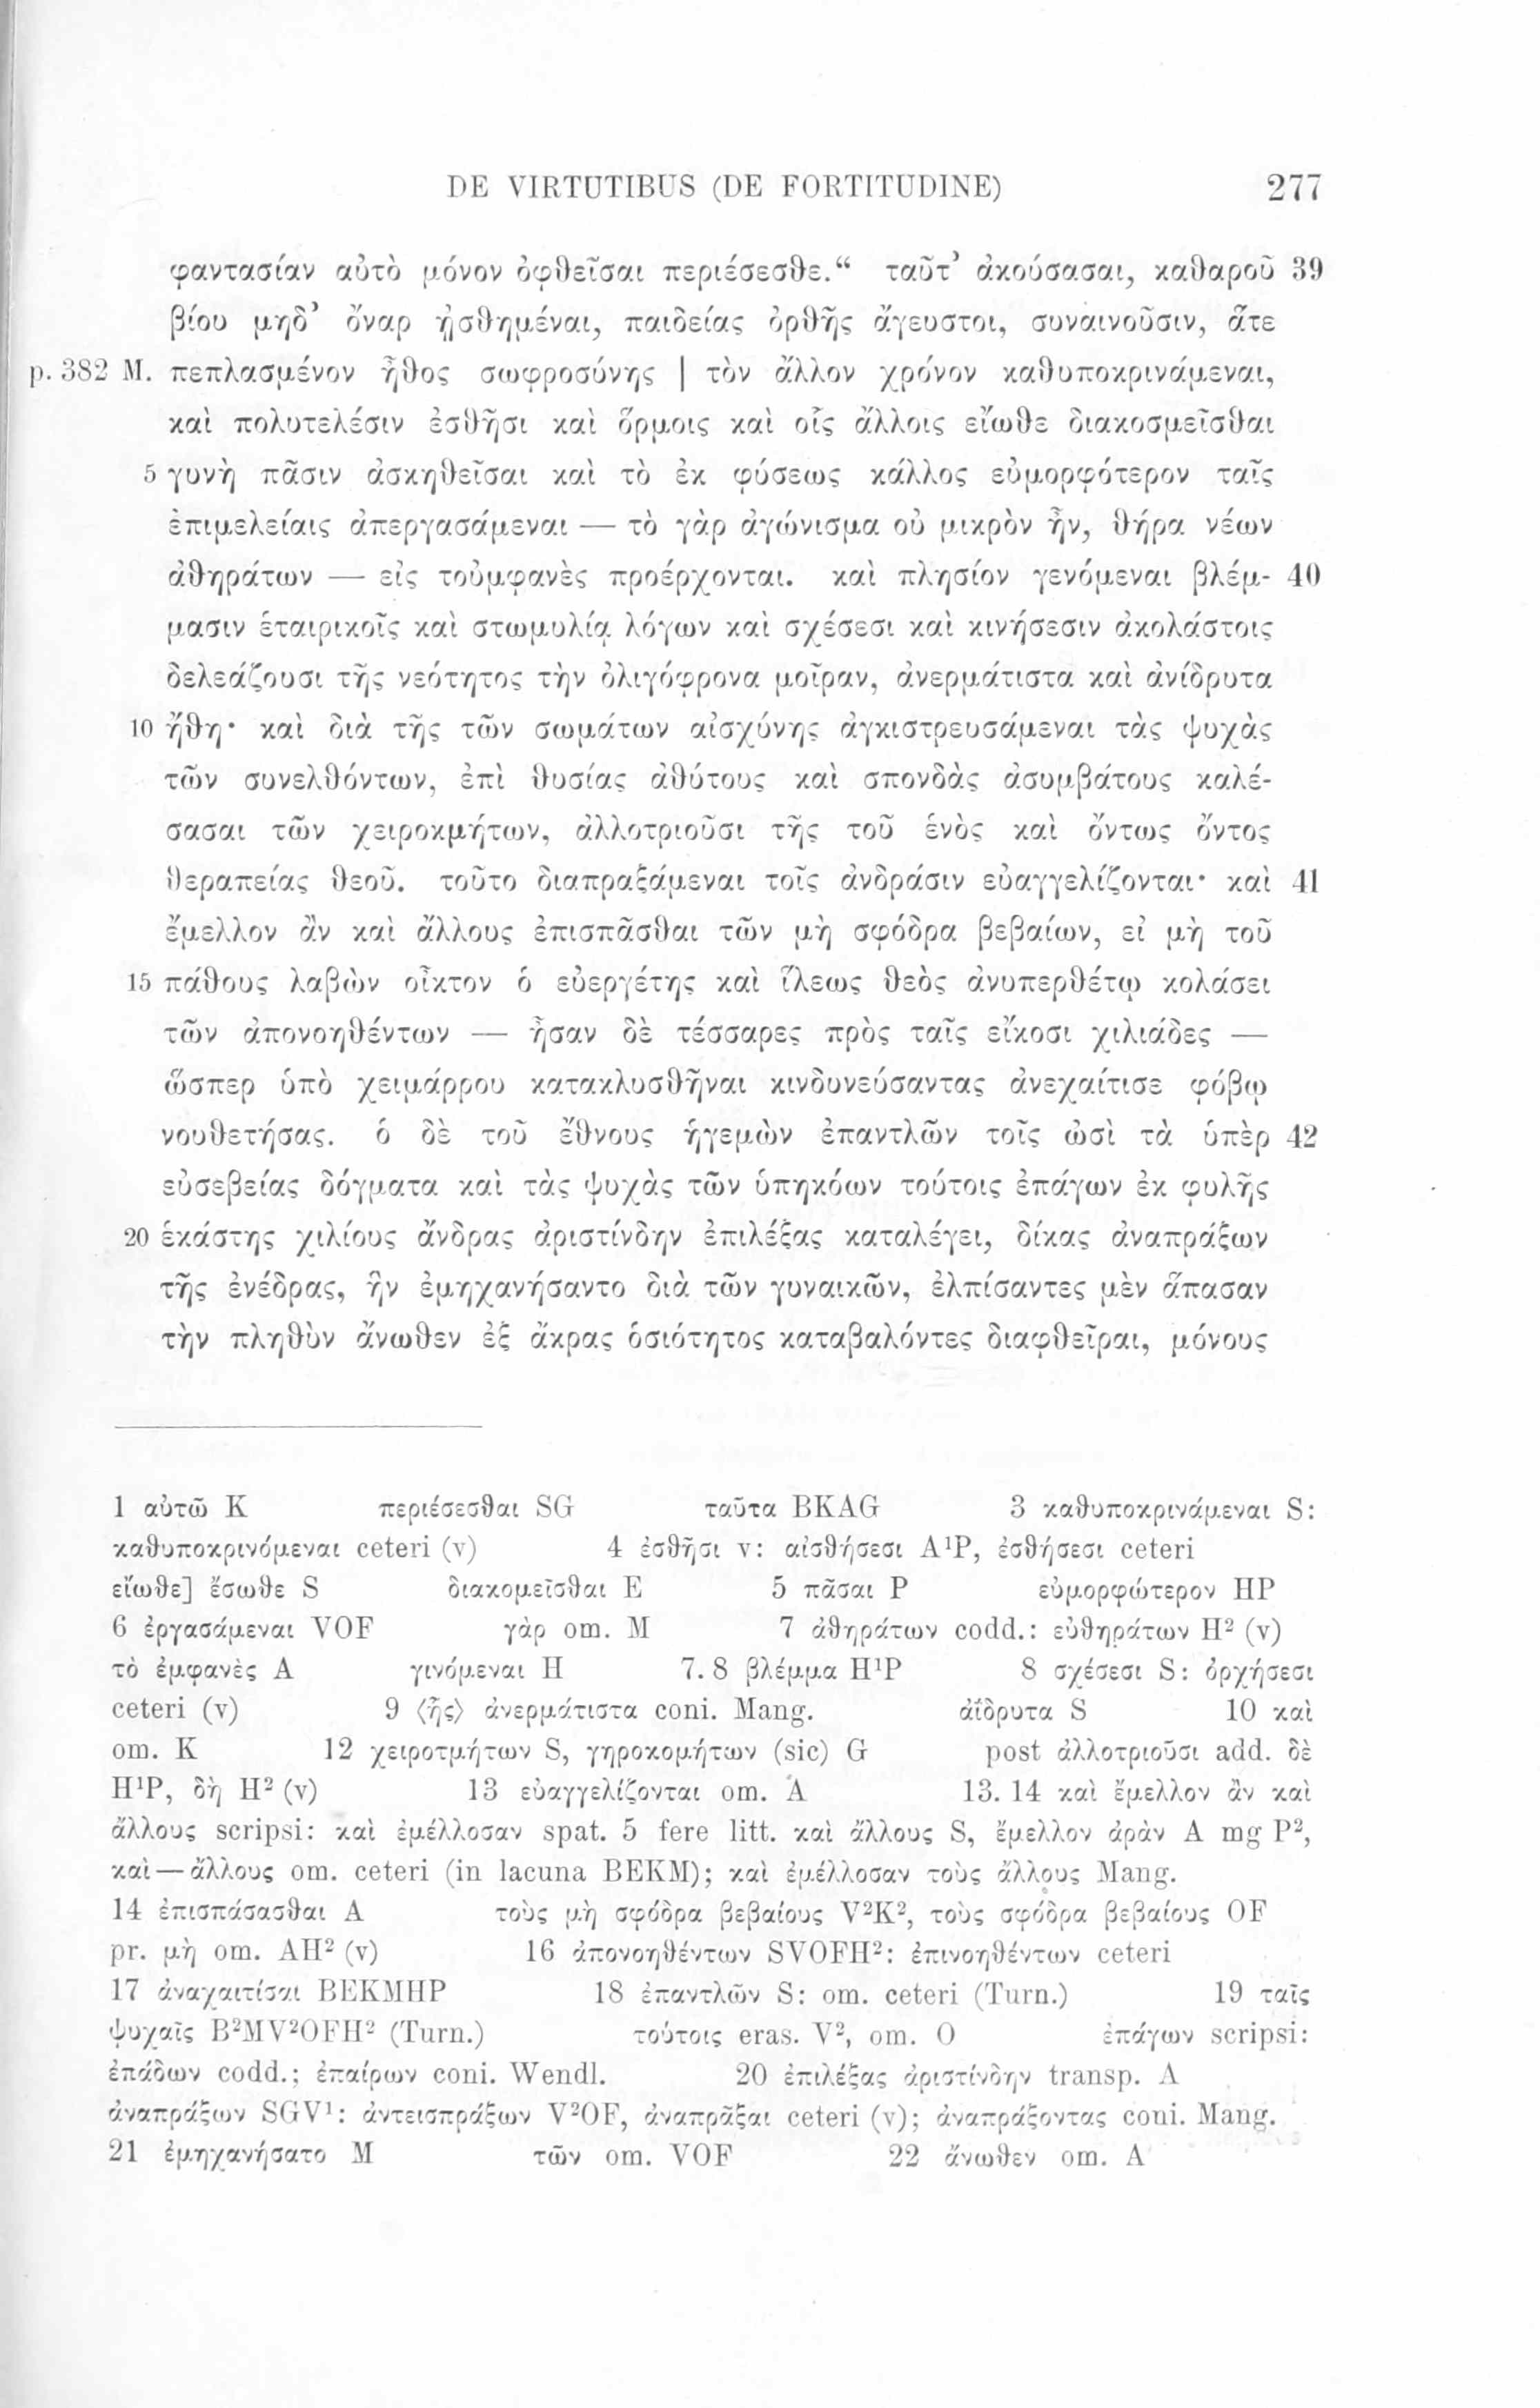 DE VIRTUTIBUS (DE FORTITUDINE) 277
φαντασίαν αὐτὸ μόνον ὀφθεῖσαι περιέσεσθε.“ ταῦτ’ ἀκούσασαι, καθαροῦ 39
βίου μηδ’ ὄναρ ᾐσθημέναι, παιδείας ὀρθῆς ἄγευστοι, συναινοῦσιν, ἅτε
p. 382 M. πεπλασμένον ἦθος σωφροσύνης | τὸν ἄλλον χρόνον καθυποκρινάμεναι,
καὶ πολυτελέσιν ἐσθῆσι καὶ ὅρμοις καὶ οἷς ἄλλοις εἴωθε διακοσμεῖσθαι
5 γυνὴ πᾶσιν ἀσκηθεῖσαι καὶ τὸ ἐκ φύσεως κάλλος εὐμορφότερον ταῖς
ἐπιμελείαις ἀπεργασάμεναι — τὸ γὰρ ἀγώνισμα οὐ μικρὸν ἦν, θήρα νέων
ἀθηράτων — εἰς τοὐμφανὲς προέρχονται. καὶ πλησίον γενόμεναι βλέμ- 40
μασιν ἑταιρικοῖς καὶ στωμυλίᾳ λόγων καὶ σχέσεσι καὶ κινήσεσιν ἀκολάστοις
δελεάζουσι τῆς νεότητος τὴν ὀλιγόφρονα μοῖραν, ἀνερμάτιστα καὶ ἀνίδρυτα
10 ἤθη· καὶ διὰ τῆς τῶν σωμάτων αἰσχύνης ἀγκιστρευσάμεναι τὰς ψυχὰς
τῶν συνελθόντων, ἐπὶ θυσίας ἀθύτους καὶ σπονδὰς ἀσυμβάτους καλέ-
σασαι τῶν χειροκμήτων, ἀλλοτριοῦσι τῆς τοῦ ἑνὸς καὶ ὄντως ὄντος
θεραπείας θεοῦ. τοῦτο διαπραξάμεναι τοῖς ἀνδράσιν εὐαγγελίζονται· καὶ 41
ἔμελλον ἂν καὶ ἄλλους ἐπισπᾶσθαι τῶν μὴ σφόδρα βεβαίων, εἰ μὴ τοῦ
15 πάθους λαβὼν οἶκτον ὁ εὐεργέτης καὶ ἵλεως θεὸς ἀνυπερθέτῳ κολάσει
τῶν ἀπονοηθέντων — ἦσαν δὲ τέσσαρες πρὸς ταῖς εἴκοσι χιλιάδες —
ὥσπερ ὑπὸ χειμάρρου κατακλυσθῆναι κινδυνεύσαντας ἀνεχαίτισε φόβῳ
νουθετήσας. ὁ δὲ τοῦ ἔθνους ἡγεμὼν ἐπαντλῶν τοῖς ὠσὶ τὰ ὑπὲρ 42
εὐσεβείας δόγματα καὶ τὰς ψυχὰς τῶν ὑπηκόων τούτοις ἐπάγων ἐκ φυλῆς
20 ἑκάστης χιλίους ἄνδρας ἀριστίνδην ἐπιλέξας καταλέγει, δίκας ἀναπράξων
τῆς ἐνέδρας, ἣν ἐμηχανήσαντο διὰ τῶν γυναικῶν, ἐλπίσαντες μὲν ἅπασαν
τὴν πληθὺν ἄνωθεν ἐξ ἄκρας ὁσιότητος καταβαλόντες διαφθεῖραι, μόνους
1 αὐτῶ K περιέσεσθαι SG ταῦτα BKAG 3 καθυποκρινάμεναι S:
καθυποκρινόμεναι ceteri (v) 4 ἐσθῆσι v: αἰσθήσεσι A¹P, ἐσθήσεσι ceteri
εἴωθε] ἔσωθε S διακομεῖσθαι E 5 πᾶσαι P εὐμορφώτερον HP
6 ἐργασάμεναι VOF γὰρ om. M 7 ἀθηράτων codd.: εὐθηράτων H² (v)
τὸ ἐμφανὲς A γινόμεναι H 7. 8 βλέμμα H¹P 8 σχέσεσι S: ὀρχήσεσι
ceteri (v) 9 ⟨ἧς⟩ ἀνερμάτιστα coni. Mang. ἀΐδρυτα S 10 καὶ
om. K 12 χειροτμήτων S, γηροκομήτων (sic) G post ἀλλοτριοῦσι add. δὲ
H¹P, δὴ H² (v) 13 εὐαγγελίζονται om. A 13. 14 καὶ ἔμελλον ἂν καὶ
ἄλλους scripsi: καὶ ἐμέλλοσαν spat. 5 fere litt. καὶ ἄλλους S, ἔμελλον ἀρὰν A mg P²,
καὶ — ἄλλους om. ceteri (in lacuna BEKM); καὶ ἐμέλλοσαν τοὺς ἄλλους Mang.
14 ἐπισπάσασθαι A τοὺς μὴ σφόδρα βεβαίους V²K², τοὺς σφόδρα βεβαίους OF
pr. μὴ om. AH² (v) 16 ἀπονοηθέντων SVOFH²: ἐπινοηθέντων ceteri
17 ἀναχαιτίσαι BEKMHP 18 ἐπαντλῶν S: om. ceteri (Turn.) 19 ταῖς
ψυχαῖς B²MV²OFH² (Turn.) τούτοις eras. V², om. O ἐπάγων scripsi:
ἐπάδων codd.; ἐπαίρων coni. Wendl. 20 ἐπιλέξας ἀριστίνδην transp. A
ἀναπράξων SGV¹: ἀντεισπράξων V²OF, ἀναπρᾶξαι ceteri (v); ἀναπράξοντας coni. Mang.
21 ἐμηχανήσατο M τῶν om. VOF 22 ἄνωθεν om. A